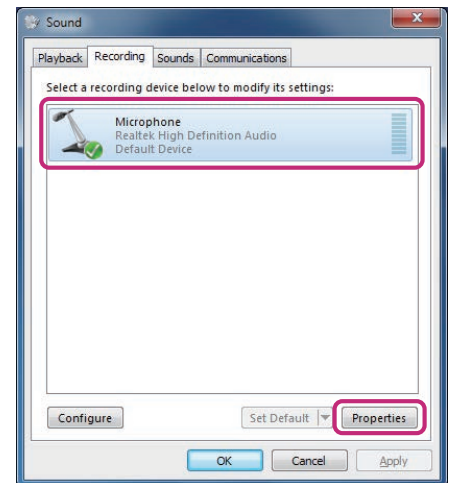 Sound
Playback Recording Sounds Communications
Select a recording device below to modify its settings:
Microphone
Realtek High Definition Audio
Default Device
Configure Set Default Properties
OK Cancel Apply